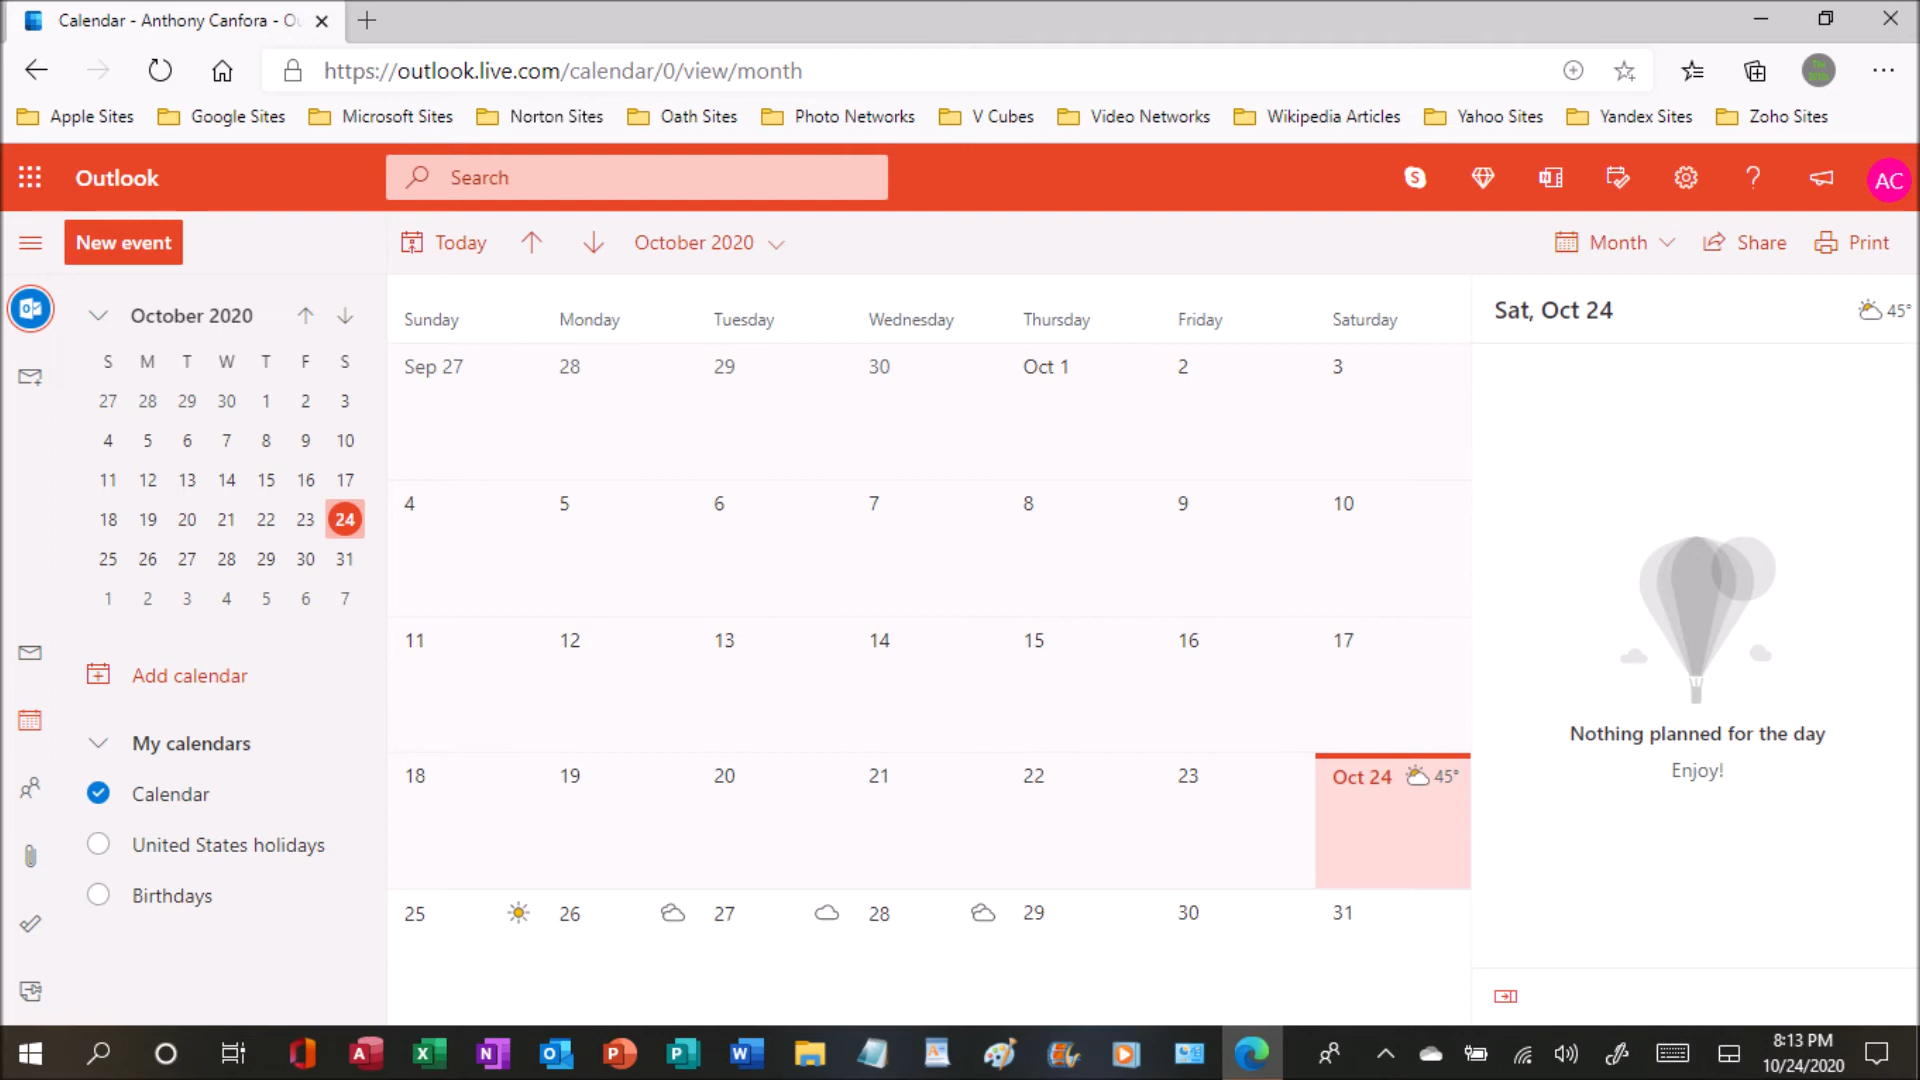 Calendar - Anthony Canfora - Ou
https://outlook.live.com/calendar/0/view/month
Apple Sites Google Sites Microsoft Sites Norton Sites Oath Sites Photo Networks V Cubes Video Networks Wikipedia Articles Yahoo Sites Yandex Sites Zoho Sites
Outlook Search AC
New event Today October 2020 Month Share Print
October 2020
S M T W T F S
27 28 29 30 1 2 3
4 5 6 7 8 9 10
11 12 13 14 15 16 17
18 19 20 21 22 23 24
25 26 27 28 29 30 31
1 2 3 4 5 6 7
Add calendar
My calendars
Calendar
United States holidays
Birthdays
Sunday Monday Tuesday Wednesday Thursday Friday Saturday
Sep 27 28 29 30 Oct 1 2 3
4 5 6 7 8 9 10
11 12 13 14 15 16 17
18 19 20 21 22 23 Oct 24 45°
25 26 27 28 29 30 31
Sat, Oct 24 45°
Nothing planned for the day
Enjoy!
8:13 PM
10/24/2020